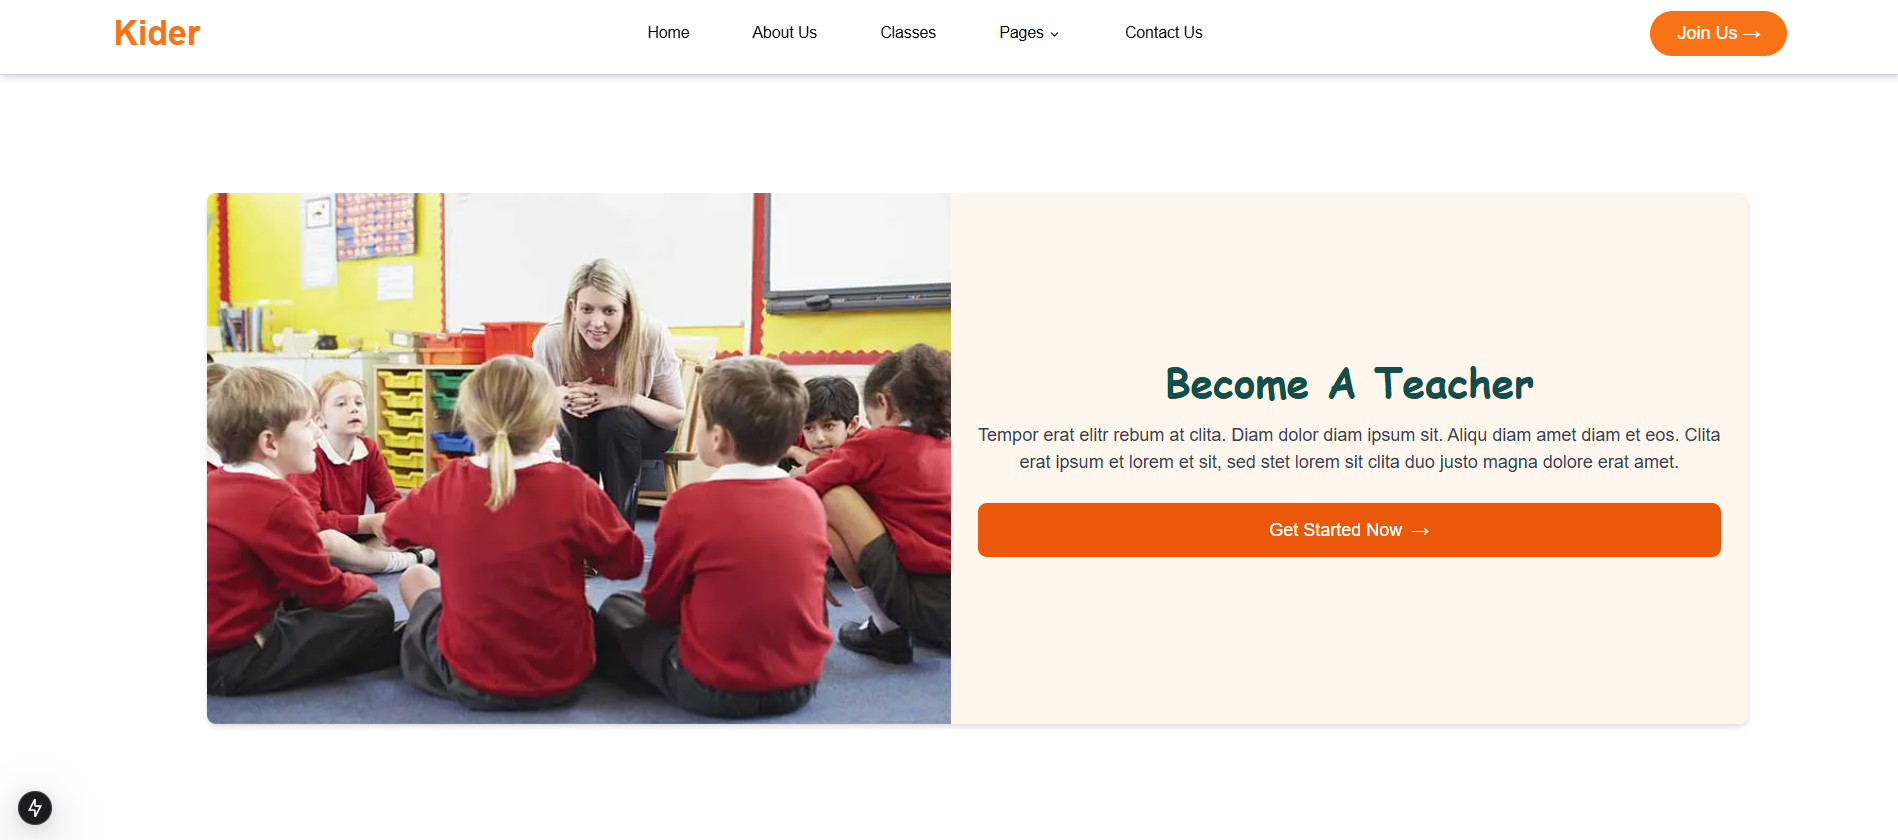 Kider
Home About Us Classes Pages Contact Us
Join Us →
Become A Teacher
Tempor erat elitr rebum at clita. Diam dolor diam ipsum sit. Aliqu diam amet diam et eos. Clita
erat ipsum et lorem et sit, sed stet lorem sit clita duo justo magna dolore erat amet.
Get Started Now →